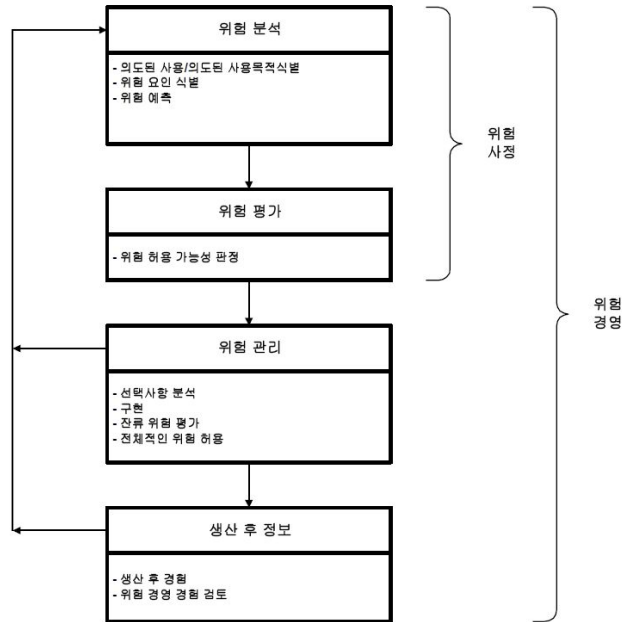 위험 분석
- 의도된 사용/의도된 사용목적식별
- 위험 요인 식별
- 위험 예측
위험
사정
위험 평가
- 위험 허용 가능성 판정
위험
경영
위험 관리
- 선택사항 분석
- 구현
- 잔류 위험 평가
- 전체적인 위험 허용
생산 후 정보
- 생산 후 경험
- 위험 경영 경험 검토